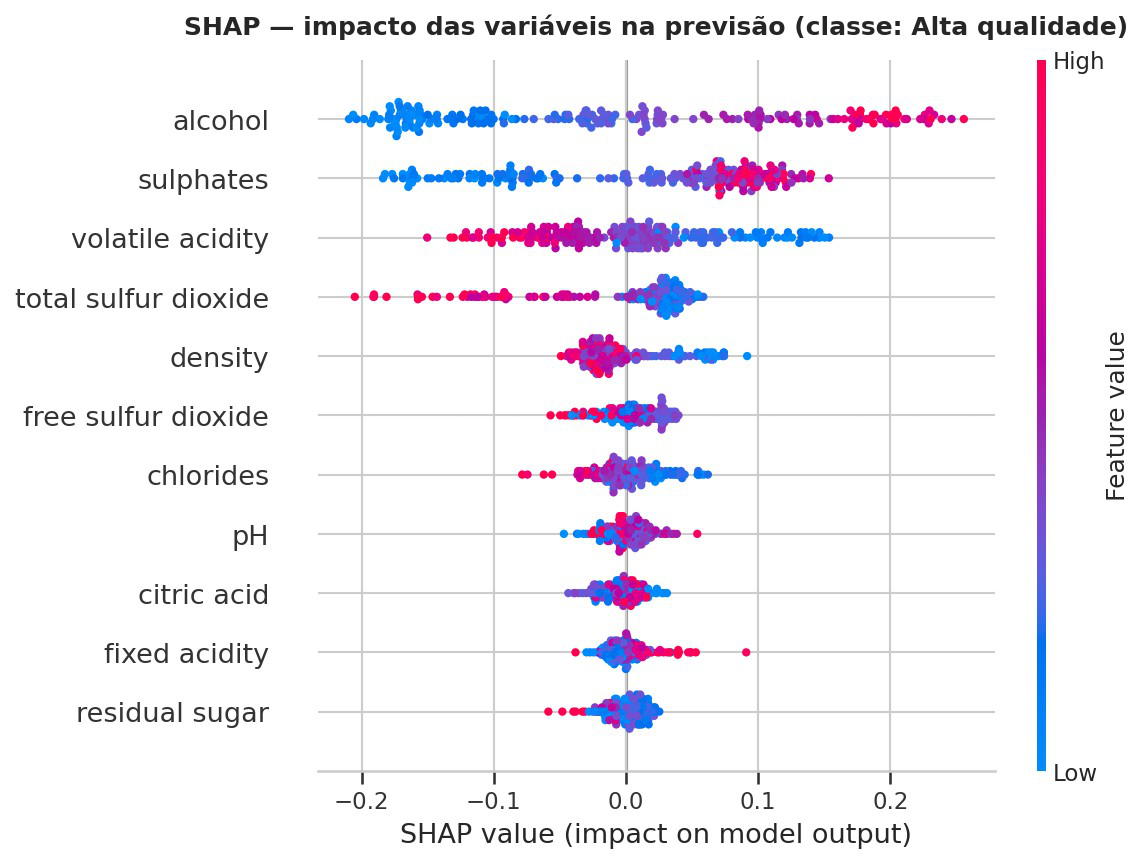 SHAP — impacto das variáveis na previsão (classe: Alta qualidade)
High
alcohol
sulphates
volatile acidity
total sulfur dioxide
density
free sulfur dioxide
chlorides
pH
citric acid
fixed acidity
residual sugar
Feature value
Low
−0.2 −0.1 0.0 0.1 0.2
SHAP value (impact on model output)